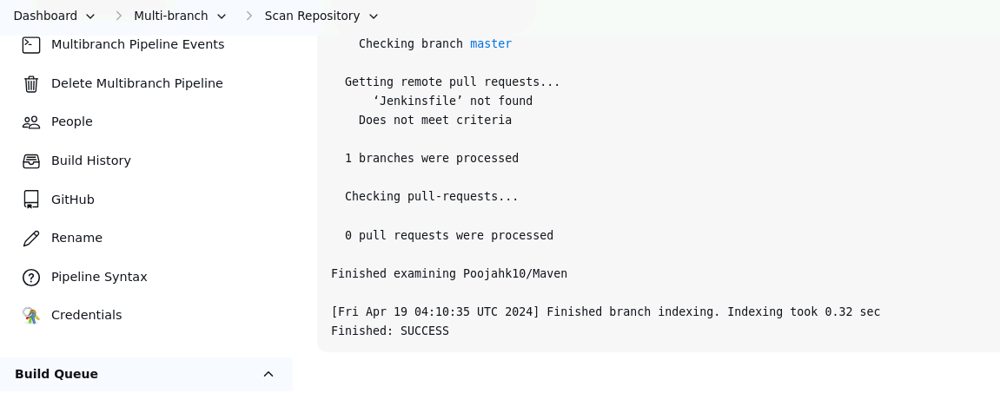 Dashboard Multi-branch Scan Repository
Multibranch Pipeline Events
Delete Multibranch Pipeline
People
Build History
GitHub
Rename
Pipeline Syntax
Credentials
Build Queue
Checking branch master
Getting remote pull requests...
‘Jenkinsfile’ not found
Does not meet criteria
1 branches were processed
Checking pull-requests...
0 pull requests were processed
Finished examining Poojahk10/Maven
[Fri Apr 19 04:10:35 UTC 2024] Finished branch indexing. Indexing took 0.32 sec
Finished: SUCCESS